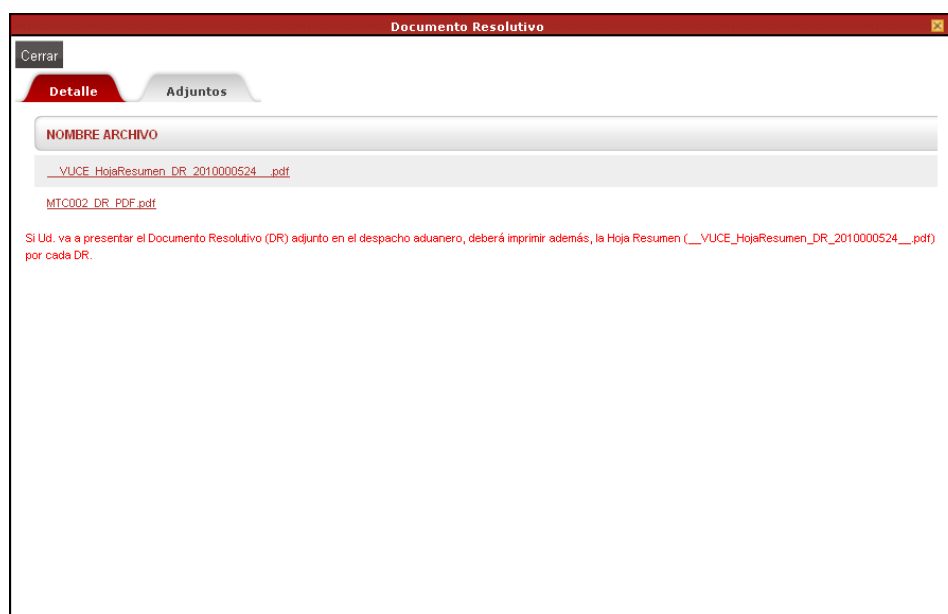 Documento Resolutivo
Cerrar
Detalle
Adjuntos
NOMBRE ARCHIVO
__VUCE_HojaResumen_DR_2010000524__.pdf
MTC002_DR_PDF.pdf
Si Ud. va a presentar el Documento Resolutivo (DR) adjunto en el despacho aduanero, deberá imprimir además, la Hoja Resumen (__VUCE_HojaResumen_DR_2010000524__.pdf)
por cada DR.